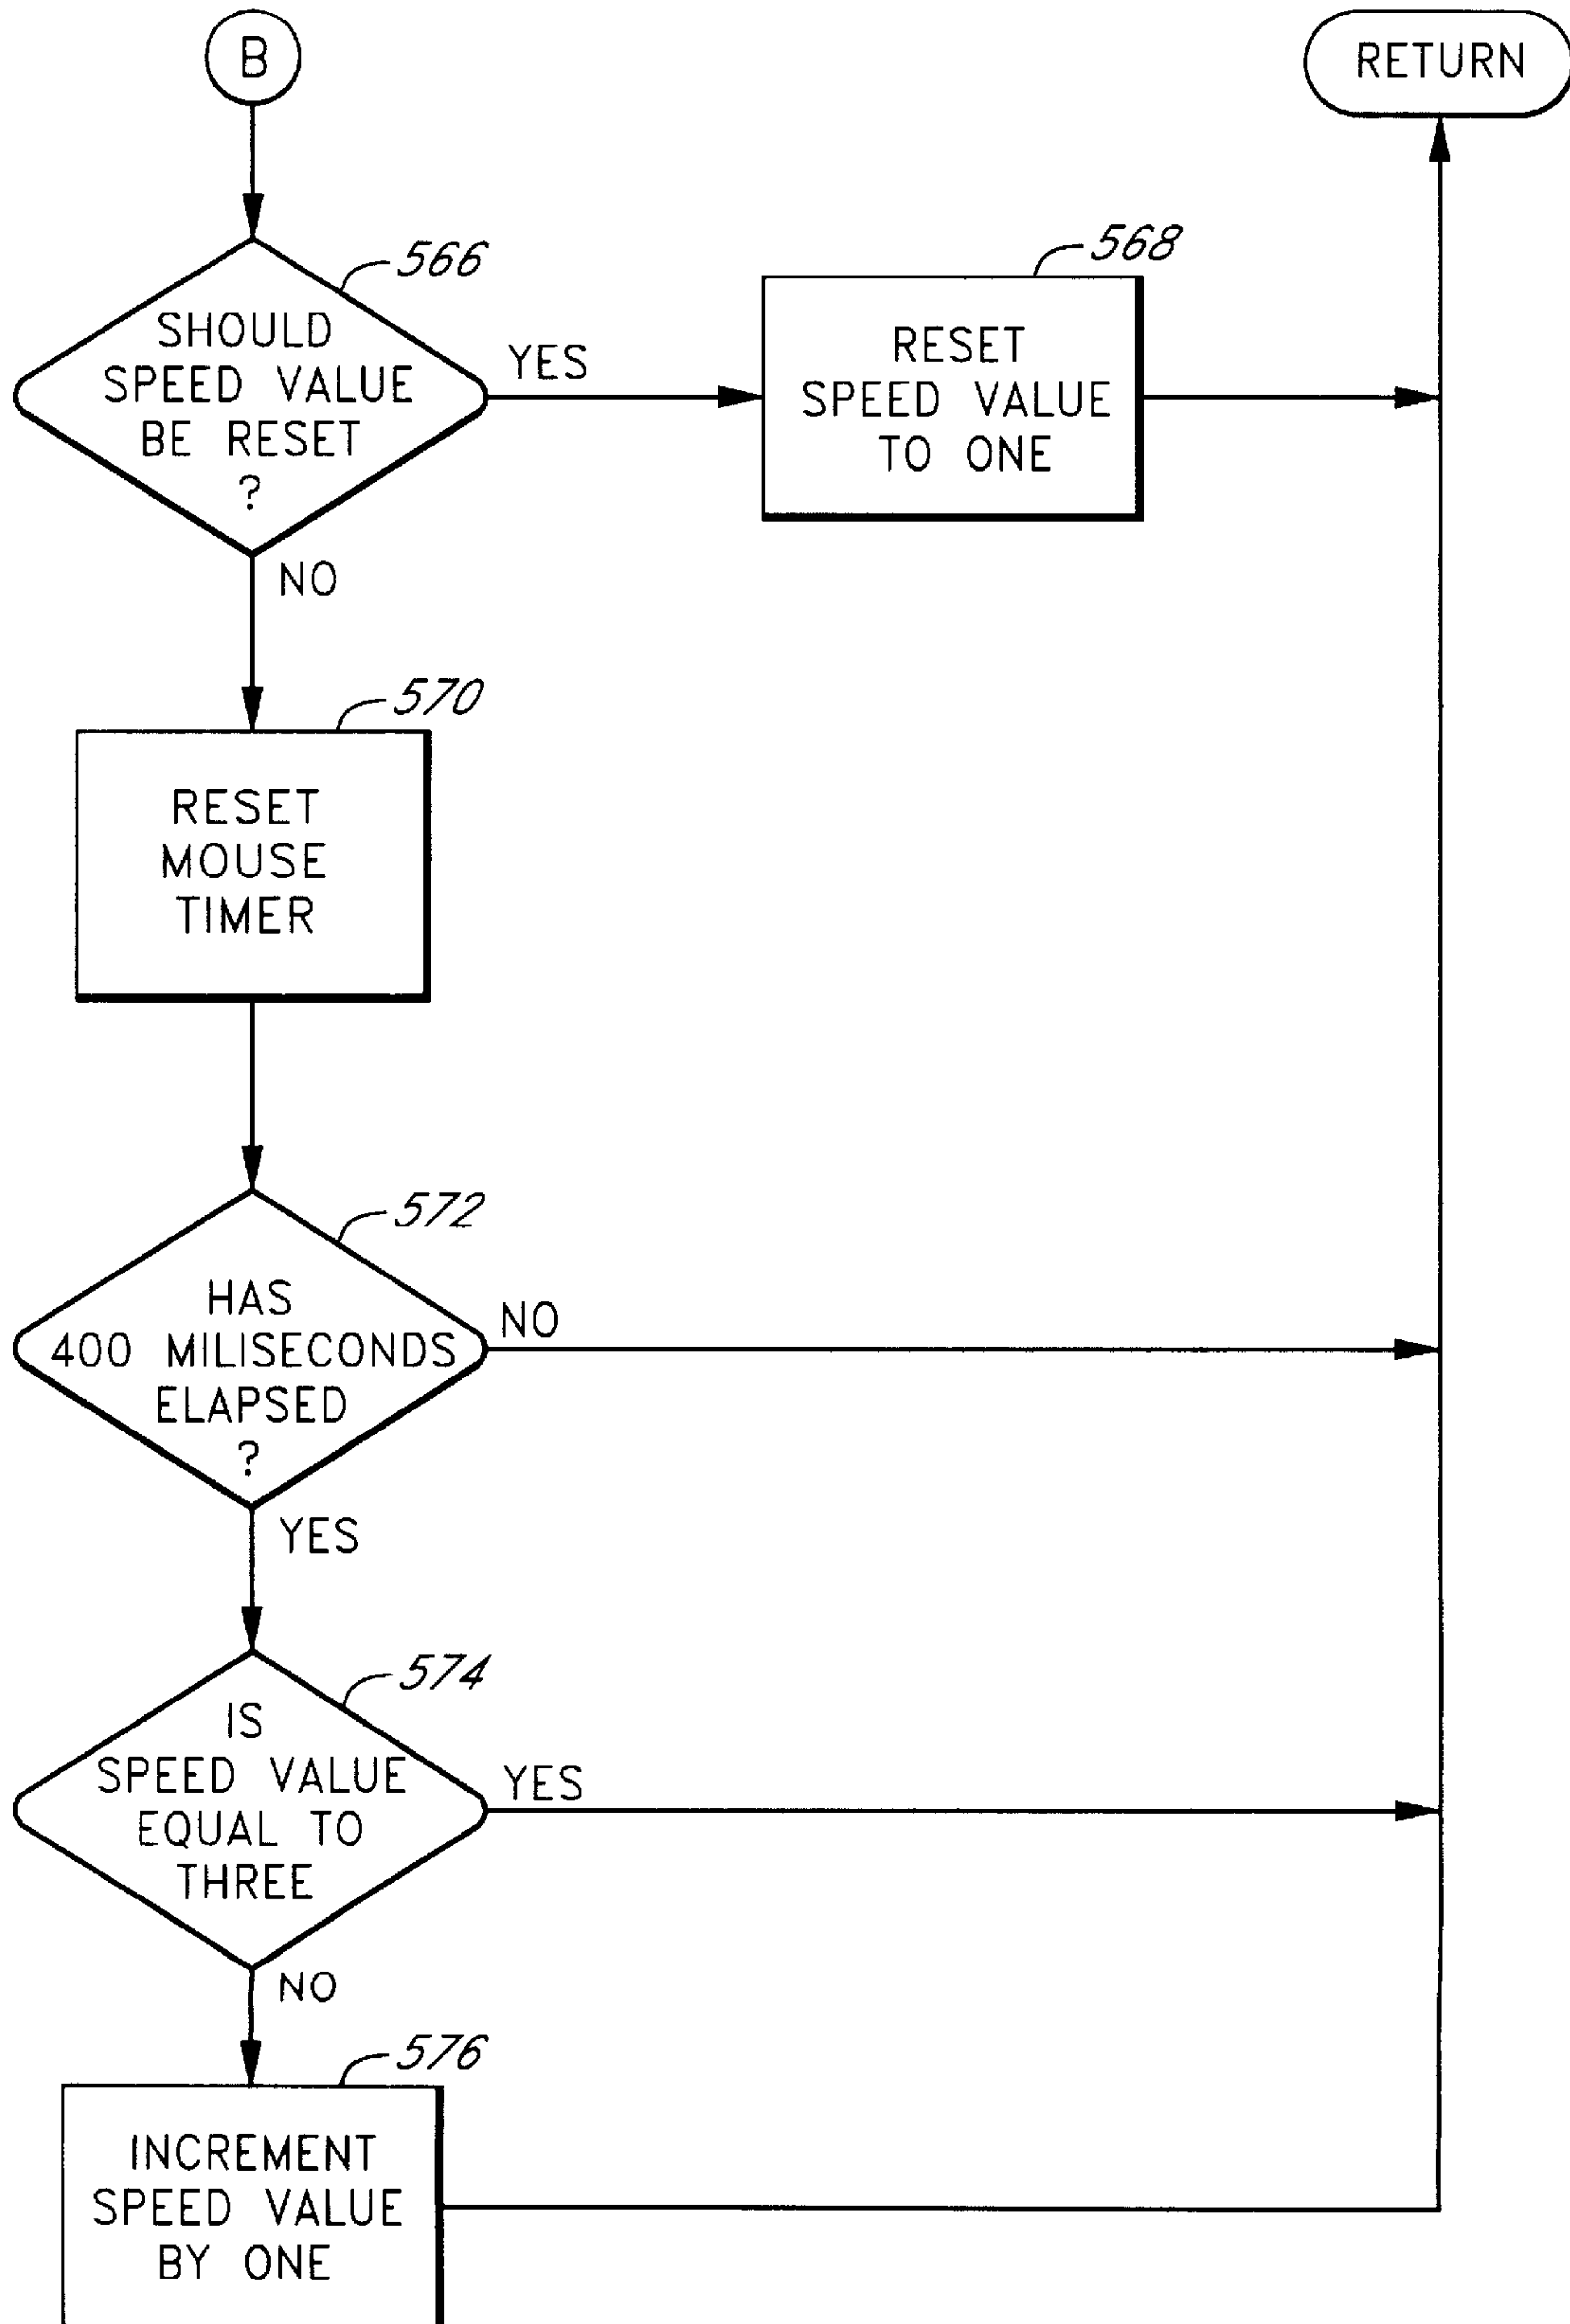 B
RETURN
566
SHOULD
SPEED VALUE
BE RESET
?
YES
568
RESET
SPEED VALUE
TO ONE
NO
570
RESET
MOUSE
TIMER
572
HAS
400 MILISECONDS
ELAPSED
?
NO
YES
574
IS
SPEED VALUE
EQUAL TO
THREE
YES
NO
576
INCREMENT
SPEED VALUE
BY ONE